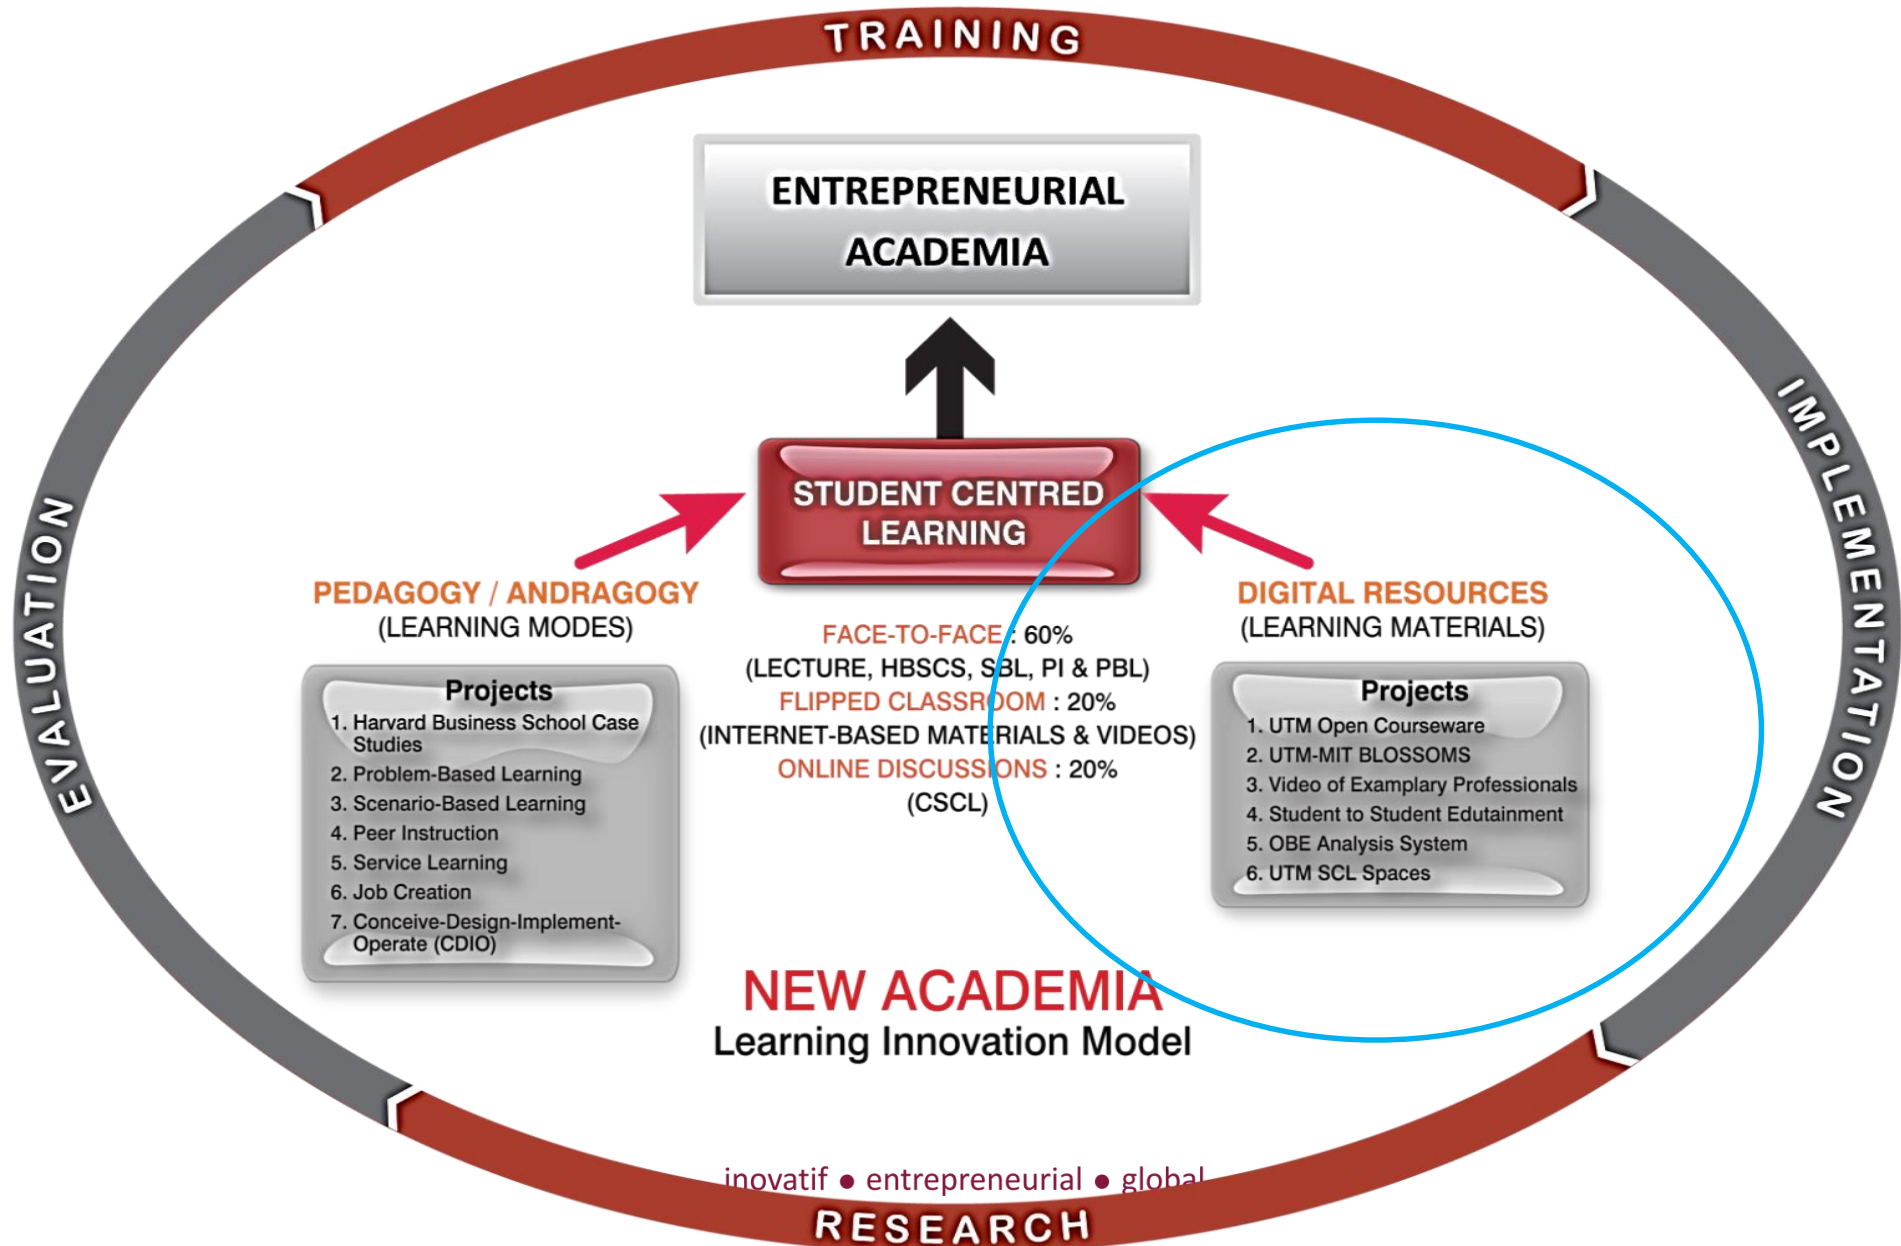 TRAINING
ENTREPRENEURIAL
ACADEMIA
IMPLEMENTATION
EVALUATION
STUDENT CENTRED
LEARNING
PEDAGOGY / ANDRAGOGY
(LEARNING MODES)
Projects
1. Harvard Business School Case
Studies
2. Problem-Based Learning
3. Scenario-Based Learning
4. Peer Instruction
5. Service Learning
6. Job Creation
7. Conceive-Design-Implement-
Operate (CDIO)
FACE-TO-FACE : 60%
(LECTURE, HBSCS, SBL, PI & PBL)
FLIPPED CLASSROOM : 20%
(INTERNET-BASED MATERIALS & VIDEOS)
ONLINE DISCUSSIONS : 20%
(CSCL)
DIGITAL RESOURCES
(LEARNING MATERIALS)
Projects
1. UTM Open Courseware
2. UTM-MIT BLOSSOMS
3. Video of Examplary Professionals
4. Student to Student Edutainment
5. OBE Analysis System
6. UTM SCL Spaces
NEW ACADEMIA
Learning Innovation Model
inovatif ● entrepreneurial ● global
RESEARCH